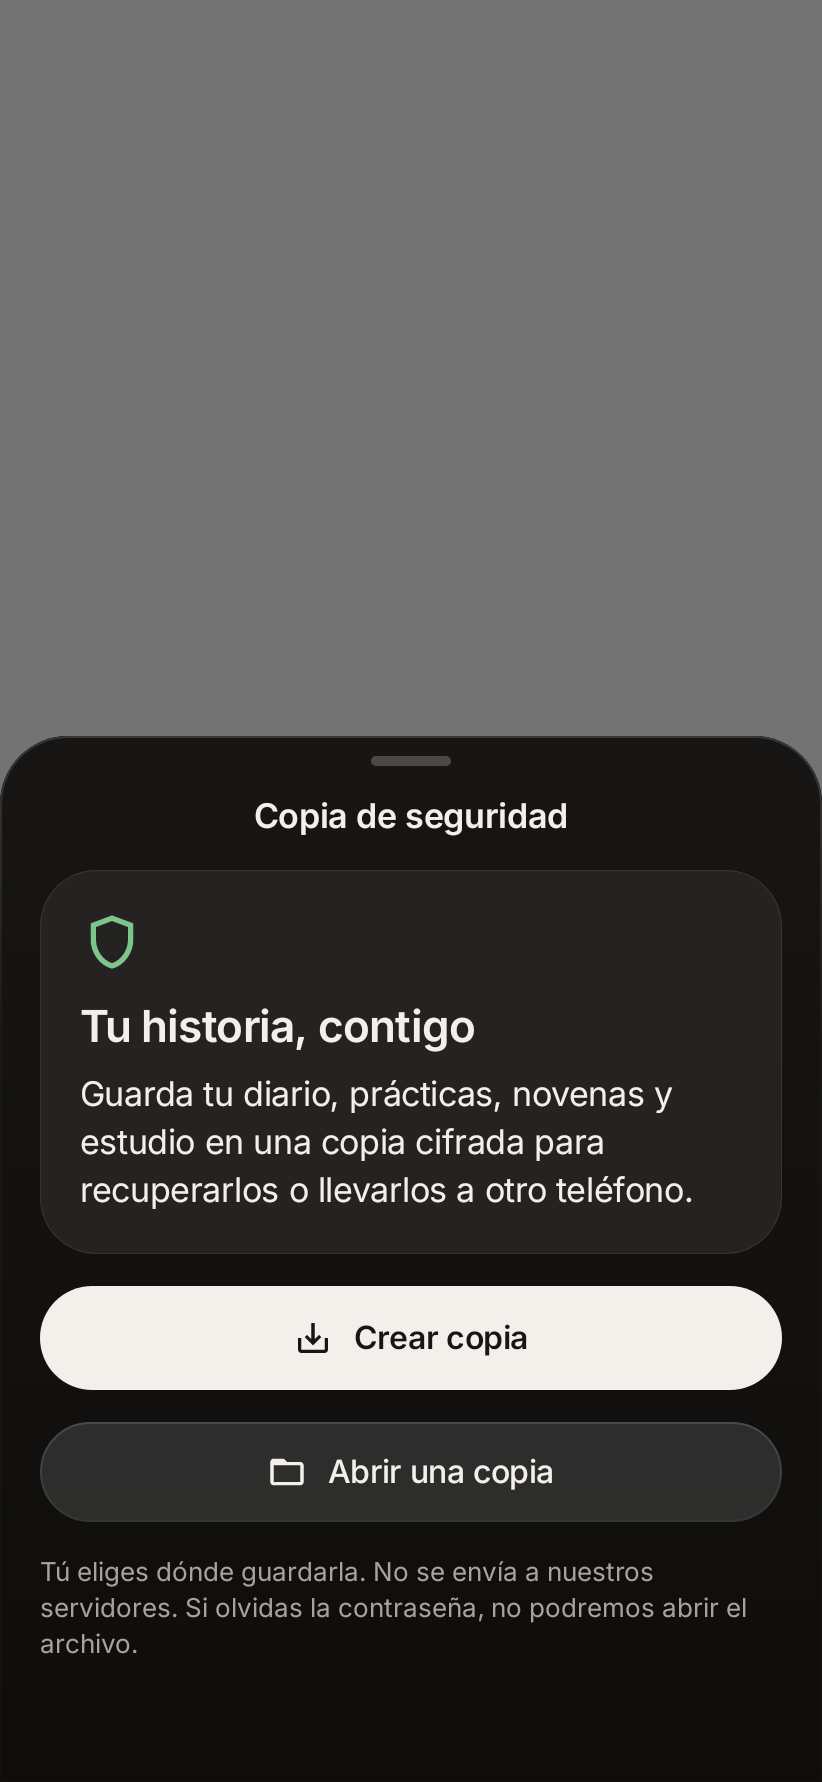 Copia de seguridad
Tu historia, contigo
Guarda tu diario, prácticas, novenas y
estudio en una copia cifrada para
recuperarlos o llevarlos a otro teléfono.
Crear copia
Abrir una copia
Tú eliges dónde guardarla. No se envía a nuestros
servidores. Si olvidas la contraseña, no podremos abrir el
archivo.